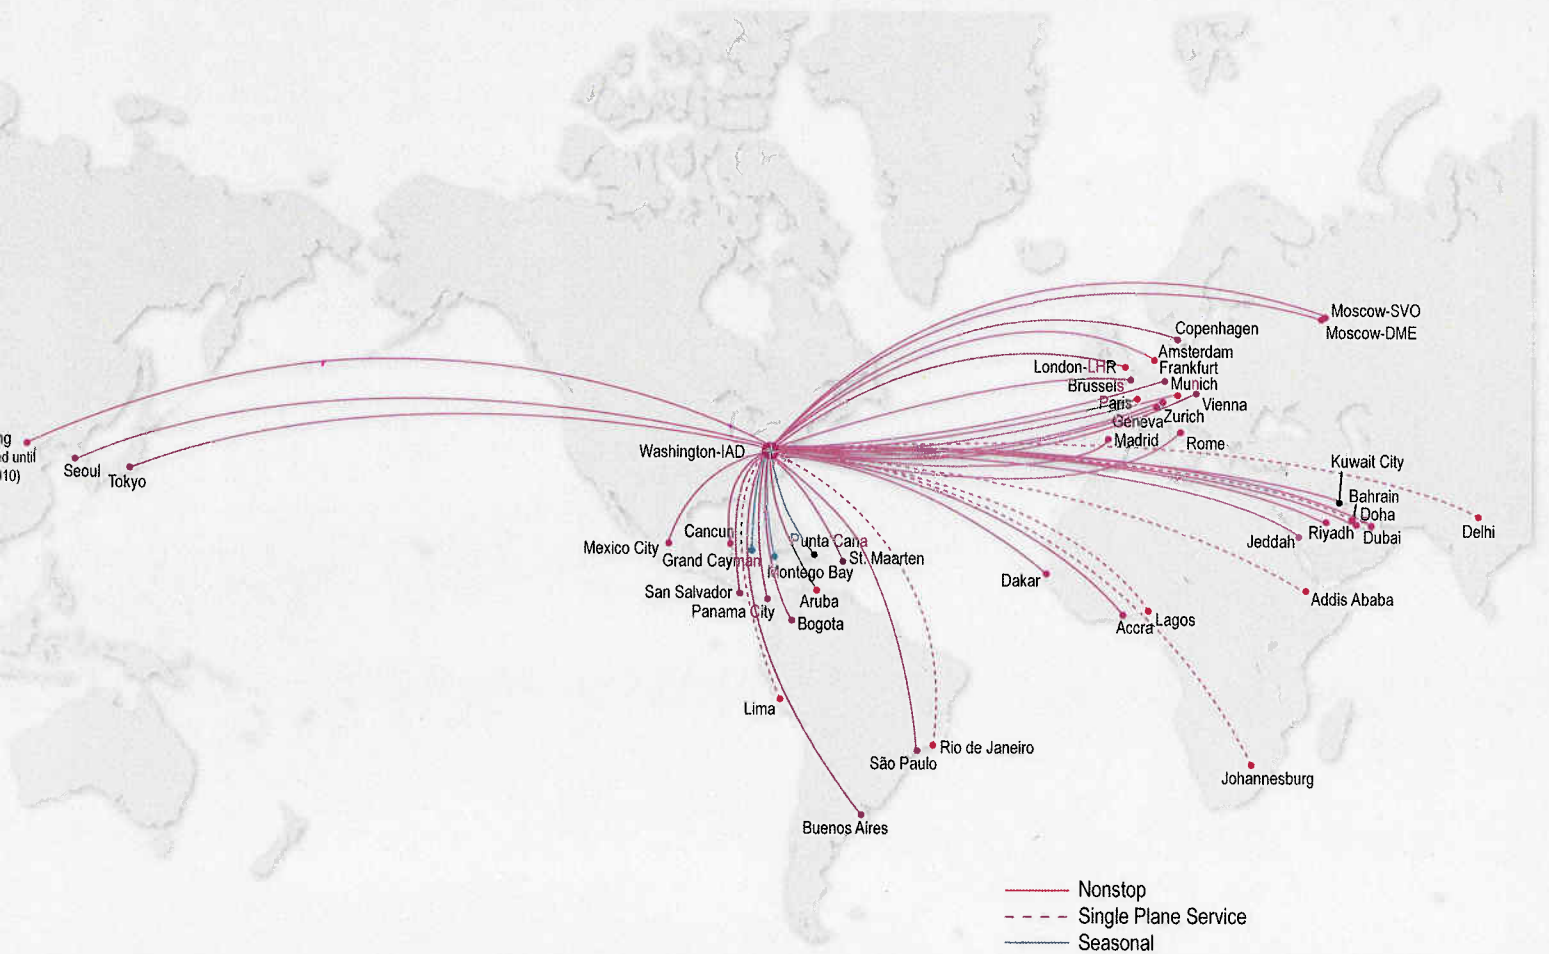 Moscow-SVO
Moscow-DME
Copenhagen
Amsterdam
London-LHR
Frankfurt
Brussels
Munich
Paris
Vienna
Geneva
Zurich
Madrid
Rome
Washington-IAD
Kuwait City
ed until
Seoul
Tokyo
Bahrain
Doha
Delhi
Riyadh
Dubai
Jeddah
Cancun
Punta Cana
Mexico City
Grand Cayman
St. Maarten
Montego Bay
Dakar
San Salvador
Aruba
Addis Ababa
Panama City
Bogota
Lagos
Accra
Lima
Rio de Janeiro
São Paulo
Johannesburg
Buenos Aires
Nonstop
Single Plane Service
Seasonal